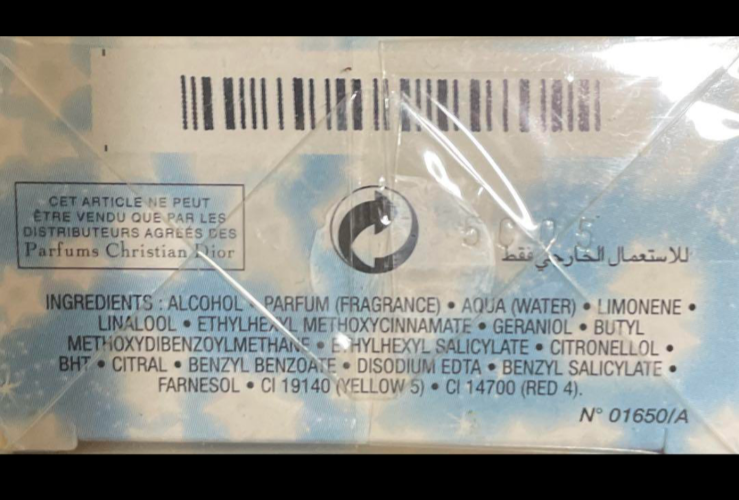 CET ARTICLE NE PEUT
ÊTRE VENDU QUE PAR LES
DISTRIBUTEURS AGRÉÉS DES
Parfums Christian Dior
للاستعمال الخارجي فقط
INGREDIENTS : ALCOHOL • PARFUM (FRAGRANCE) • AQUA (WATER) • LIMONENE •
LINALOOL • ETHYLHEXYL METHOXYCINNAMATE • GERANIOL • BUTYL
METHOXYDIBENZOYLMETHANE • ETHYLHEXYL SALICYLATE • CITRONELLOL •
BHT • CITRAL • BENZYL BENZOATE • DISODIUM EDTA • BENZYL SALICYLATE •
FARNESOL • CI 19140 (YELLOW 5) • CI 14700 (RED 4).
N° 01650/A